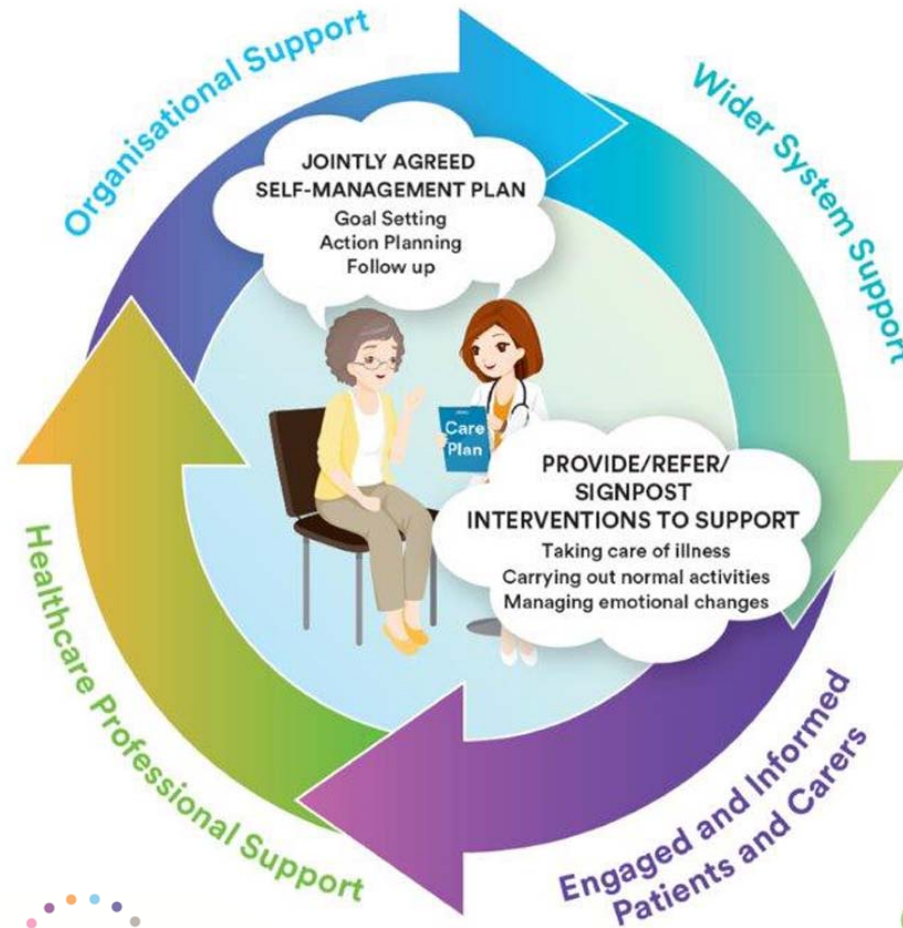 Organisational Support
Wider System Support
JOINTLY AGREED
SELF-MANAGEMENT PLAN
Goal Setting
Action Planning
Follow up
Care
Plan
PROVIDE/REFER/
SIGNPOST
INTERVENTIONS TO SUPPORT
Taking care of illness
Carrying out normal activities
Managing emotional changes
Healthcare Professional Support
Engaged and Informed
Patients and Carers